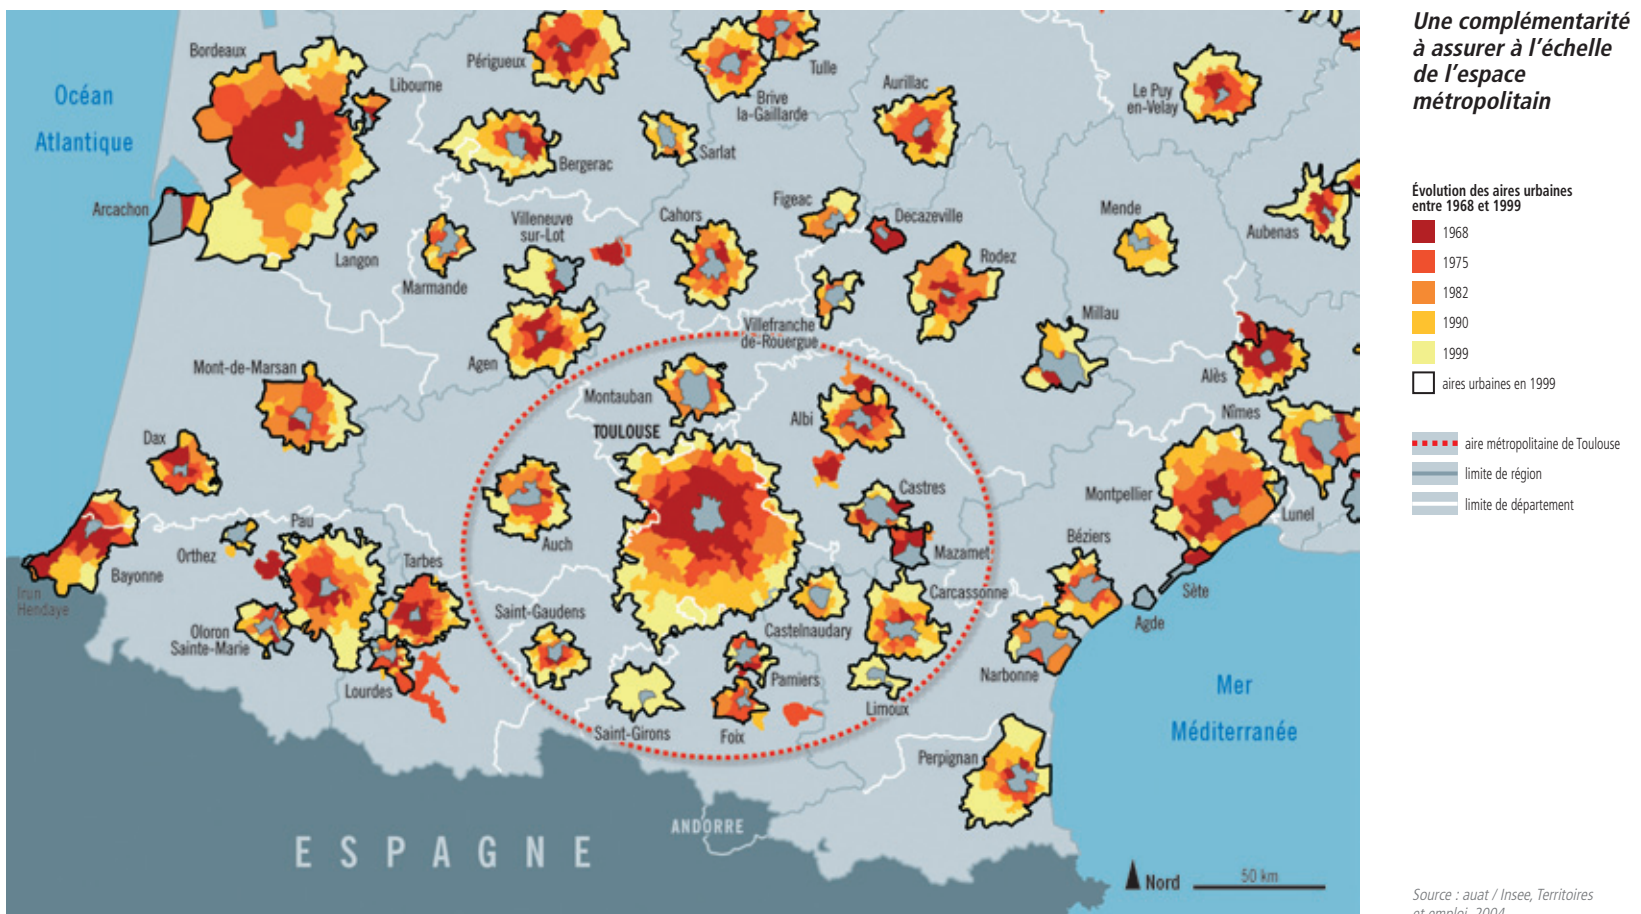 Une complémentarité
à assurer à l'échelle
de l'espace
métropolitain
Évolution des aires urbaines
entre 1968 et 1999
1968
1975
1982
1990
1999
aires urbaines en 1999
aire métropolitaine de Toulouse
limite de région
limite de département
Source : auat / Insee, Territoires
et emploi, 2004
Océan
Atlantique
Bordeaux
Libourne
Périgueux
Tulle
Brive
la-Gaillarde
Aurillac
Le Puy
en-Velay
Bergerac
Sarlat
Arcachon
Langon
Marmande
Villeneuve
sur-Lot
Cahors
Figeac
Decazeville
Rodez
Mende
Aubenas
Villefranche
de-Rouergue
Millau
Agen
Alès
Mont-de-Marsan
Montauban
Albi
Nîmes
TOULOUSE
Dax
Castres
Montpellier
Lunel
Pau
Auch
Mazamet
Béziers
Orthez
Tarbes
Bayonne
Irun
Hendaye
Saint-Gaudens
Carcassonne
Sète
Agde
Oloron
Sainte-Marie
Castelnaudary
Narbonne
Lourdes
Pamiers
Limoux
Saint-Girons
Foix
Mer
Méditerranée
Perpignan
ANDORRE
ESPAGNE
Nord
50 km